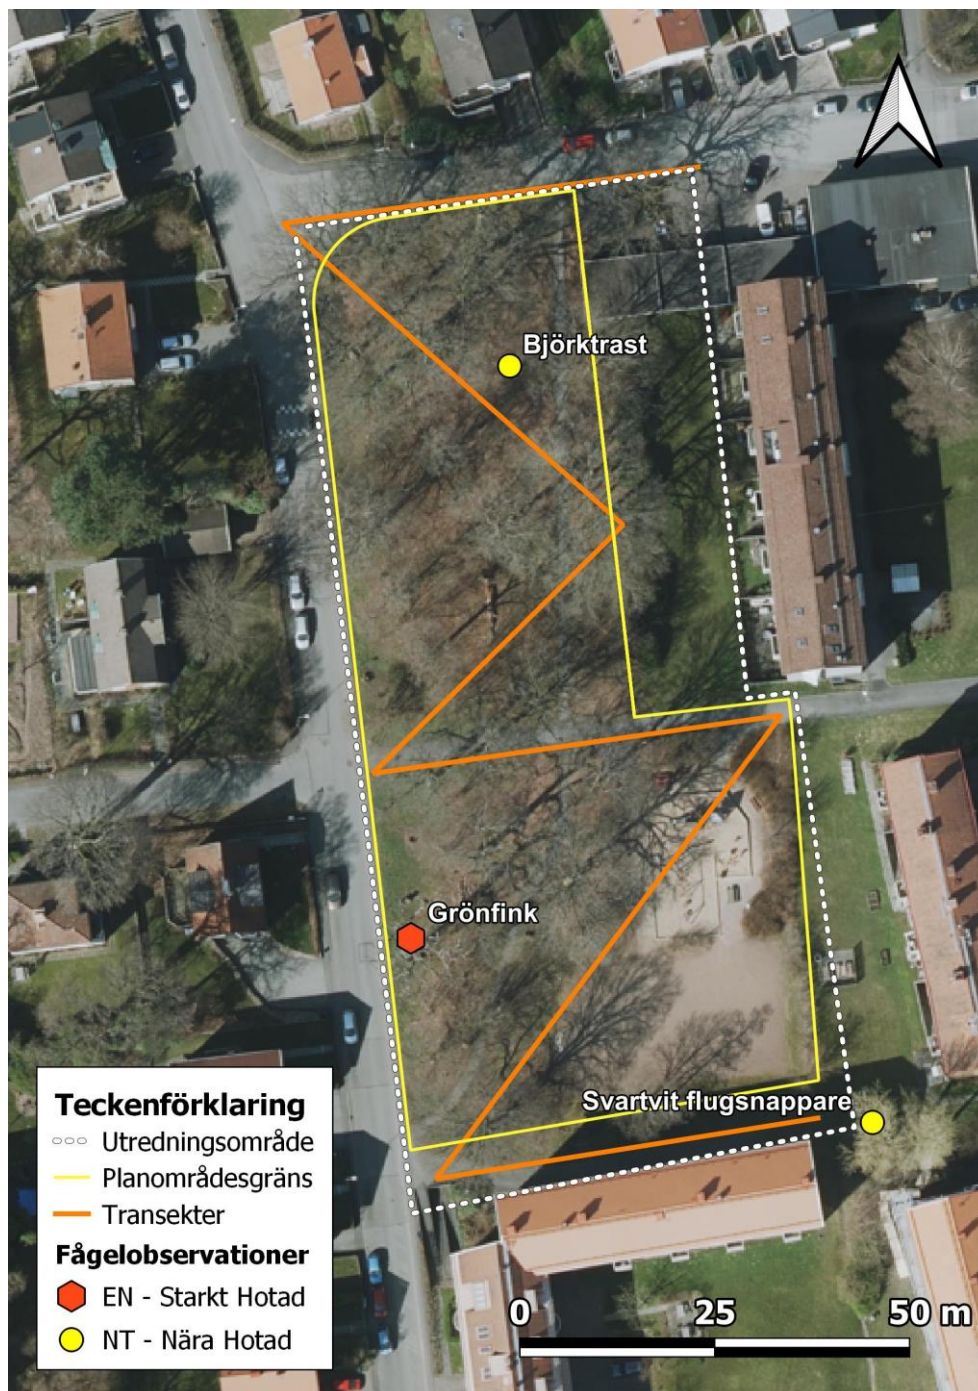 Björktrast
Grönfink
Svartvit flugsnappare
Teckenförklaring
Utredningsområde
Planområdesgräns
Transekter
Fågelobservationer
EN - Starkt Hotad
NT - Nära Hotad
0 25 50 m